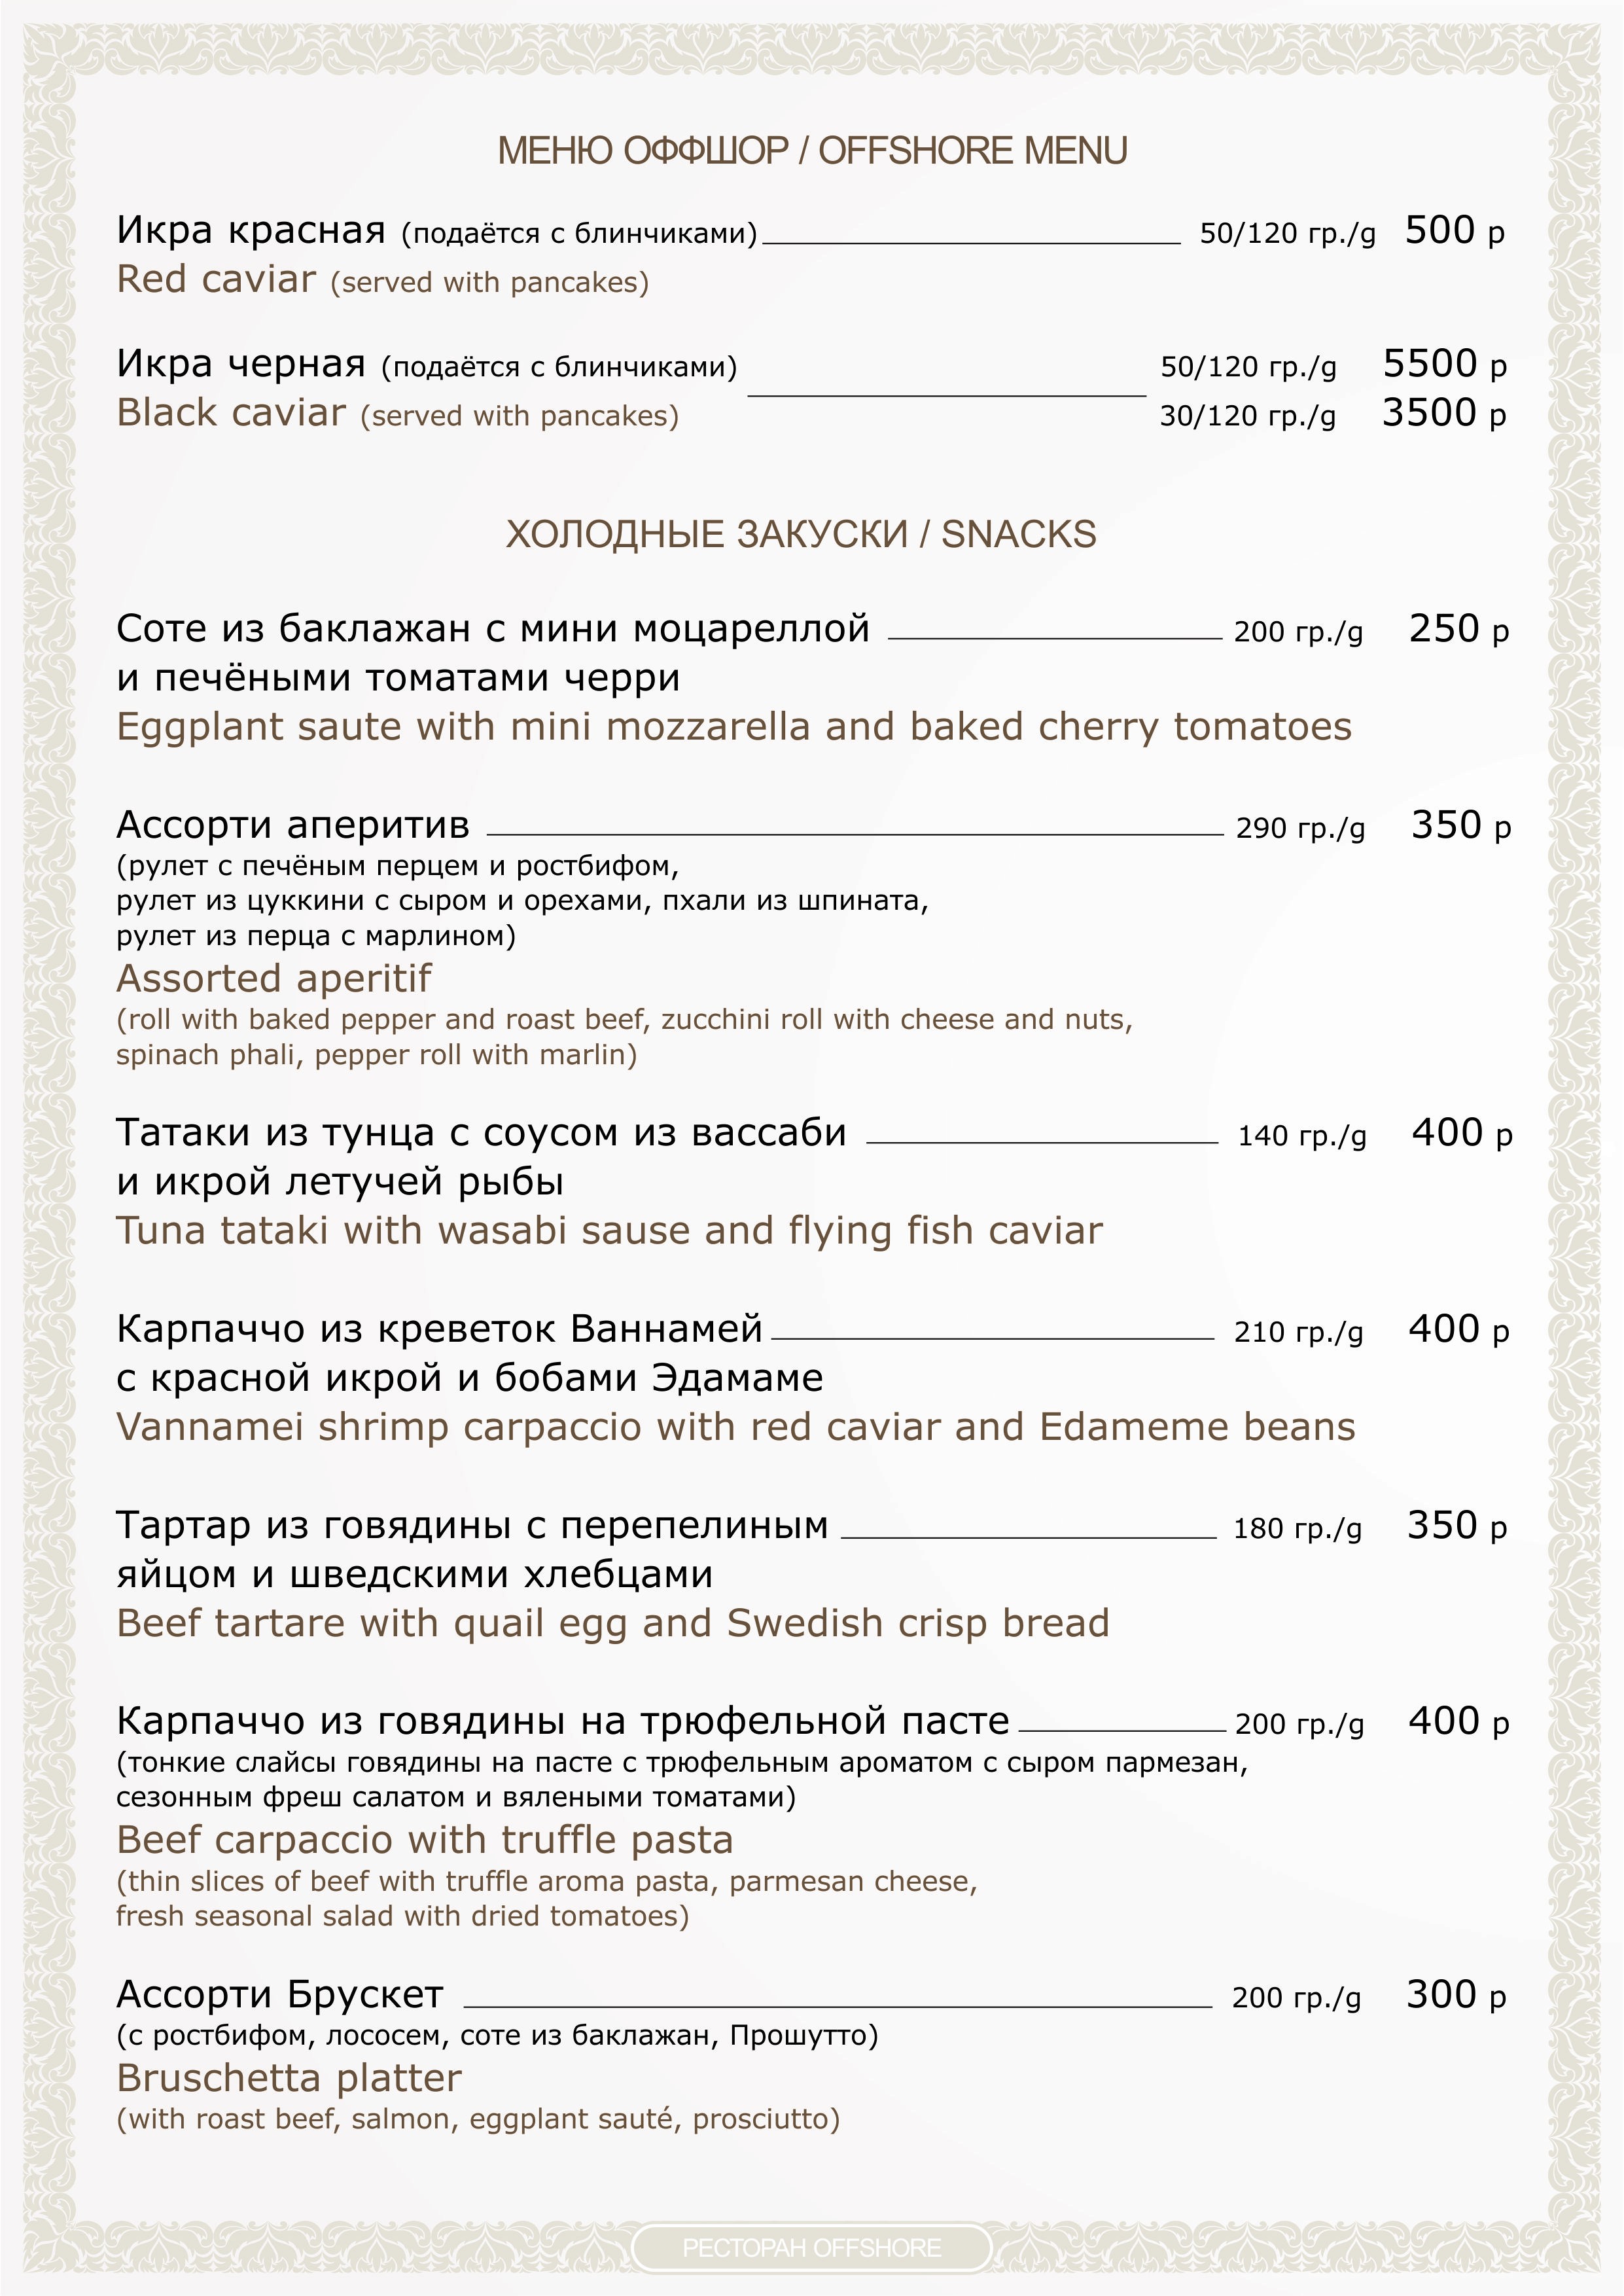 МЕНЮ ОФФШОР / OFFSHORE MENU
Икра красная (подаётся с блинчиками) 50/120 гр./g 500 р
Red caviar (served with pancakes)
Икра черная (подаётся с блинчиками) 50/120 гр./g 5500 р
Black caviar (served with pancakes) 30/120 гр./g 3500 р
ХОЛОДНЫЕ ЗАКУСКИ / SNACKS
Соте из баклажан с мини моцареллой 200 гр./g 250 р
и печёными томатами черри
Eggplant saute with mini mozzarella and baked cherry tomatoes
Ассорти аперитив 290 гр./g 350 р
(рулет с печёным перцем и ростбифом,
рулет из цуккини с сыром и орехами, пхали из шпината,
рулет из перца с марлином)
Assorted aperitif
(roll with baked pepper and roast beef, zucchini roll with cheese and nuts,
spinach phali, pepper roll with marlin)
Татаки из тунца с соусом из вассаби 140 гр./g 400 р
и икрой летучей рыбы
Tuna tataki with wasabi sause and flying fish caviar
Карпаччо из креветок Ваннамей 210 гр./g 400 р
с красной икрой и бобами Эдамаме
Vannamei shrimp carpaccio with red caviar and Edameme beans
Тартар из говядины с перепелиным 180 гр./g 350 р
яйцом и шведскими хлебцами
Beef tartare with quail egg and Swedish crisp bread
Карпаччо из говядины на трюфельной пасте 200 гр./g 400 р
(тонкие слайсы говядины на пасте с трюфельным ароматом с сыром пармезан,
сезонным фреш салатом и вялеными томатами)
Beef carpaccio with truffle pasta
(thin slices of beef with truffle aroma pasta, parmesan cheese,
fresh seasonal salad with dried tomatoes)
Ассорти Брускет 200 гр./g 300 р
(с ростбифом, лососем, соте из баклажан, Прошутто)
Bruschetta platter
(with roast beef, salmon, eggplant sauté, prosciutto)
РЕСТОРАН OFFSHORE